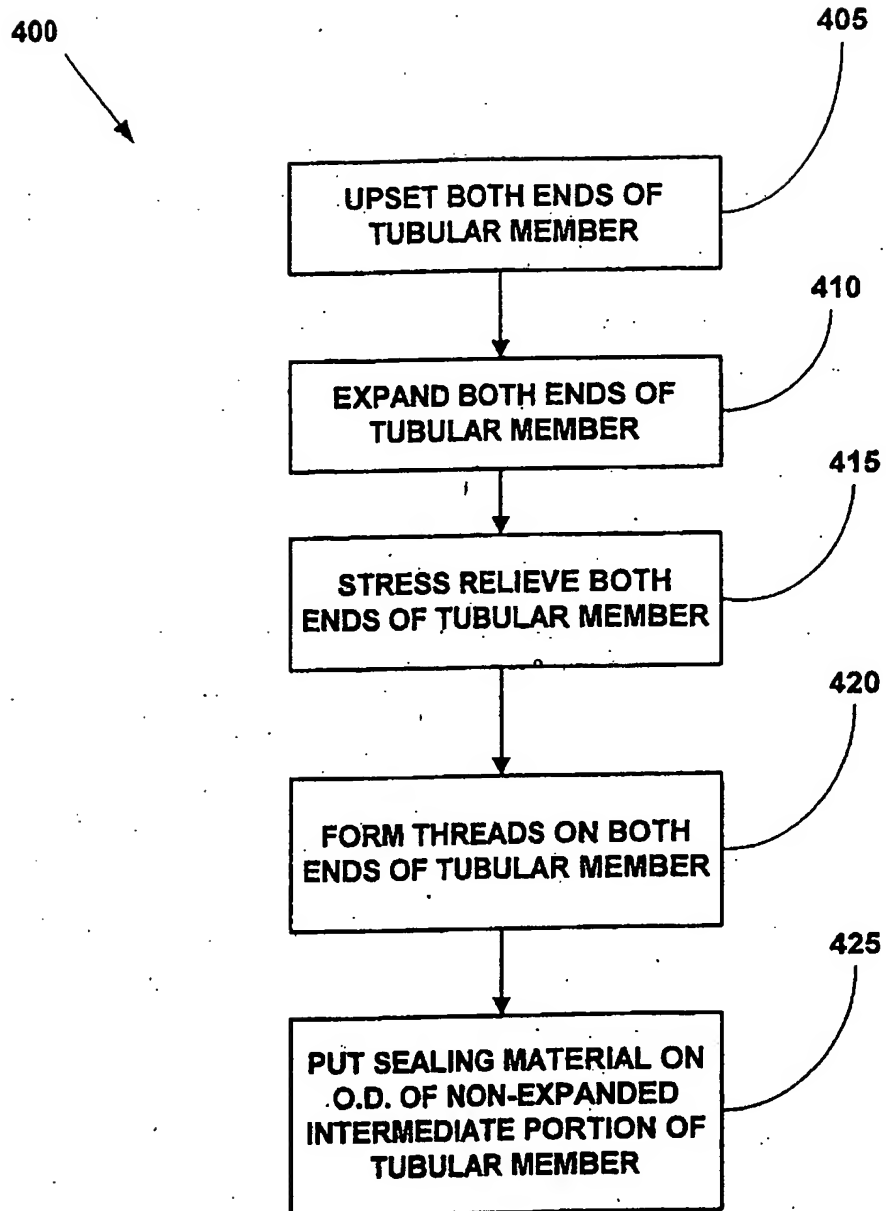 400
405
UPSET BOTH ENDS OF
TUBULAR MEMBER
410
EXPAND BOTH ENDS OF
TUBULAR MEMBER
415
STRESS RELIEVE BOTH
ENDS OF TUBULAR MEMBER
420
FORM THREADS ON BOTH
ENDS OF TUBULAR MEMBER
425
PUT SEALING MATERIAL ON
O.D. OF NON-EXPANDED
INTERMEDIATE PORTION OF
TUBULAR MEMBER